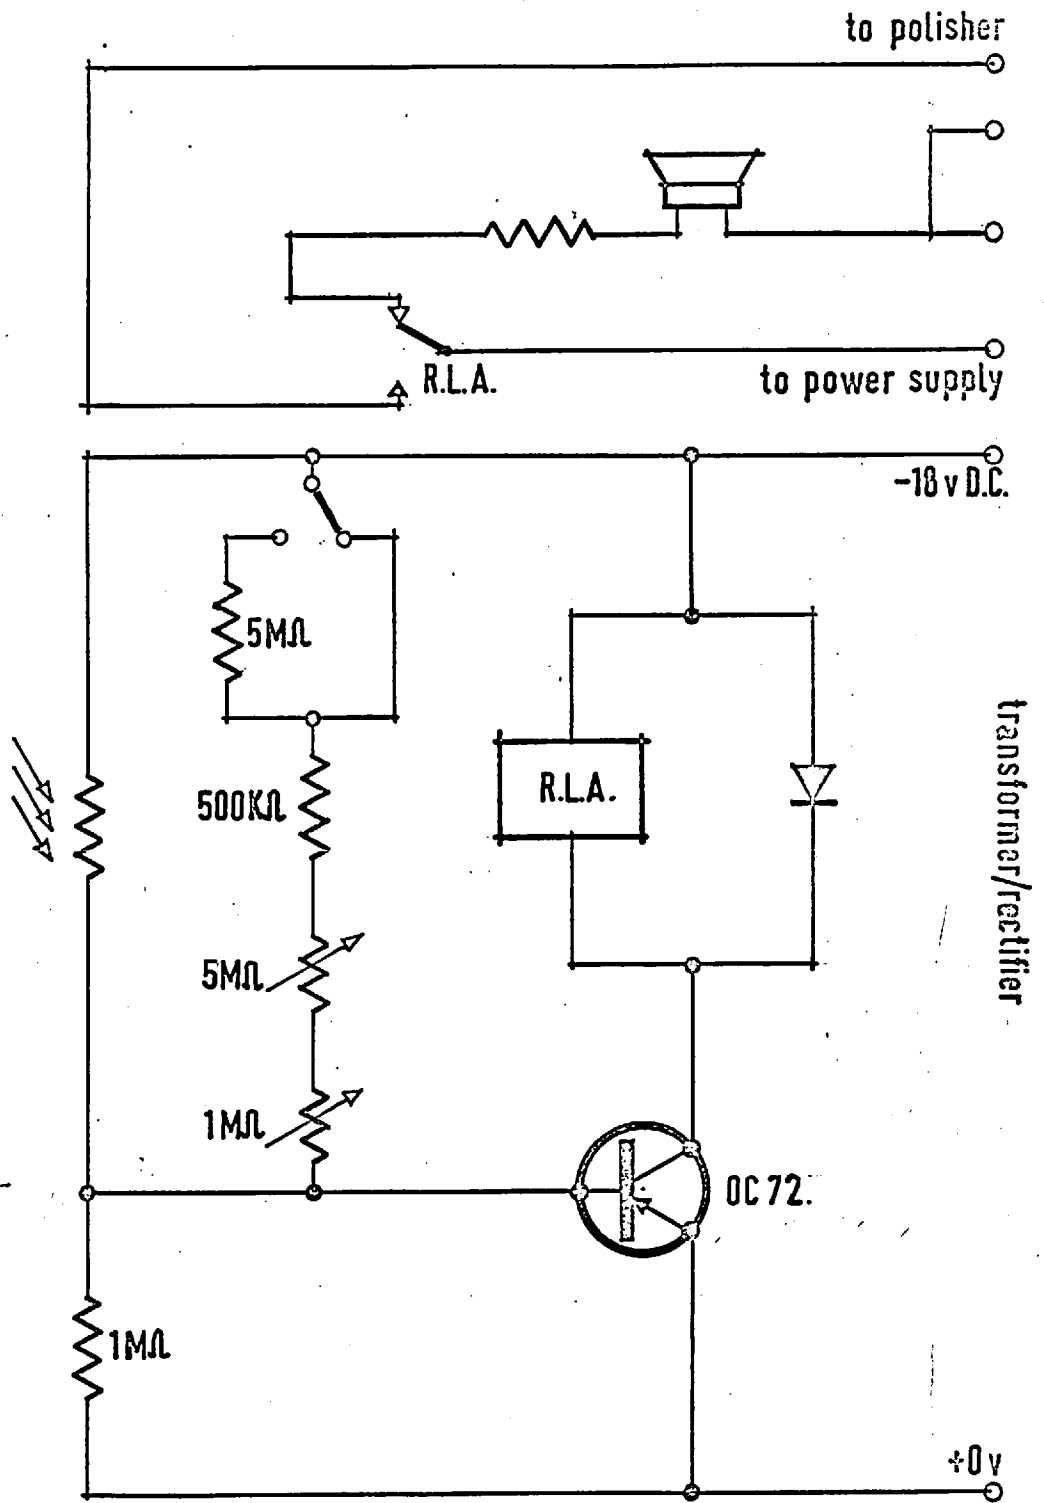 to polisher
R.L.A.
to power supply
-18 v D.C.
5MΩ
500KΩ
R.L.A.
transformer/rectifier
5MΩ
1MΩ
OC 72.
1MΩ
+0 v